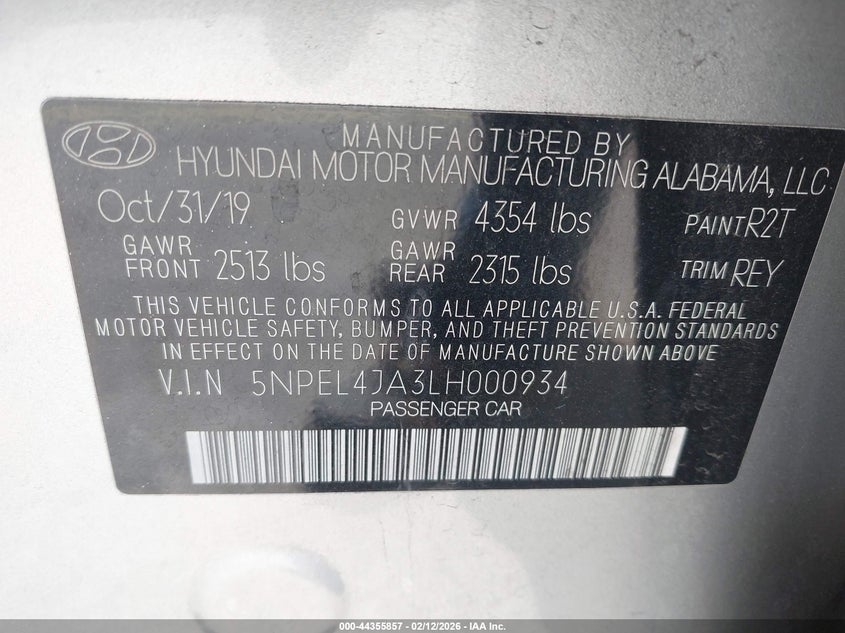 MANUFACTURED BY
HYUNDAI MOTOR MANUFACTURING ALABAMA, LLC
Oct/31/19 GVWR 4354 lbs PAINT R2T
GAWR FRONT 2513 lbs GAWR REAR 2315 lbs TRIM REY
THIS VEHICLE CONFORMS TO ALL APPLICABLE U.S.A. FEDERAL
MOTOR VEHICLE SAFETY, BUMPER, AND THEFT PREVENTION STANDARDS
IN EFFECT ON THE DATE OF MANUFACTURE SHOWN ABOVE
V.I.N 5NPEL4JA3LH000934
PASSENGER CAR
000-44355857 - 02/12/2026 - IAA Inc.